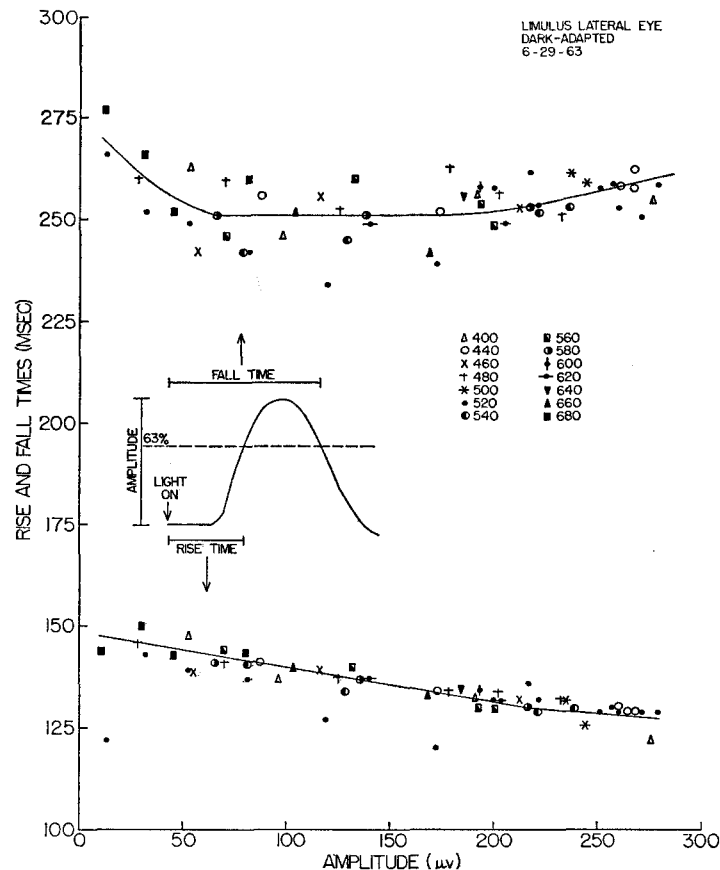 LIMULUS LATERAL EYE
DARK-ADAPTED
6-29-63
RISE AND FALL TIMES (MSEC)
300
275
250
225
200
175
150
125
100
Δ 400
○ 440
X 460
† 480
* 500
• 520
◐ 540
560
580
600
620
640
▲ 660
■ 680
FALL TIME
AMPLITUDE
63%
LIGHT
ON
RISE TIME
0 50 100 150 200 250 300
AMPLITUDE (μv)